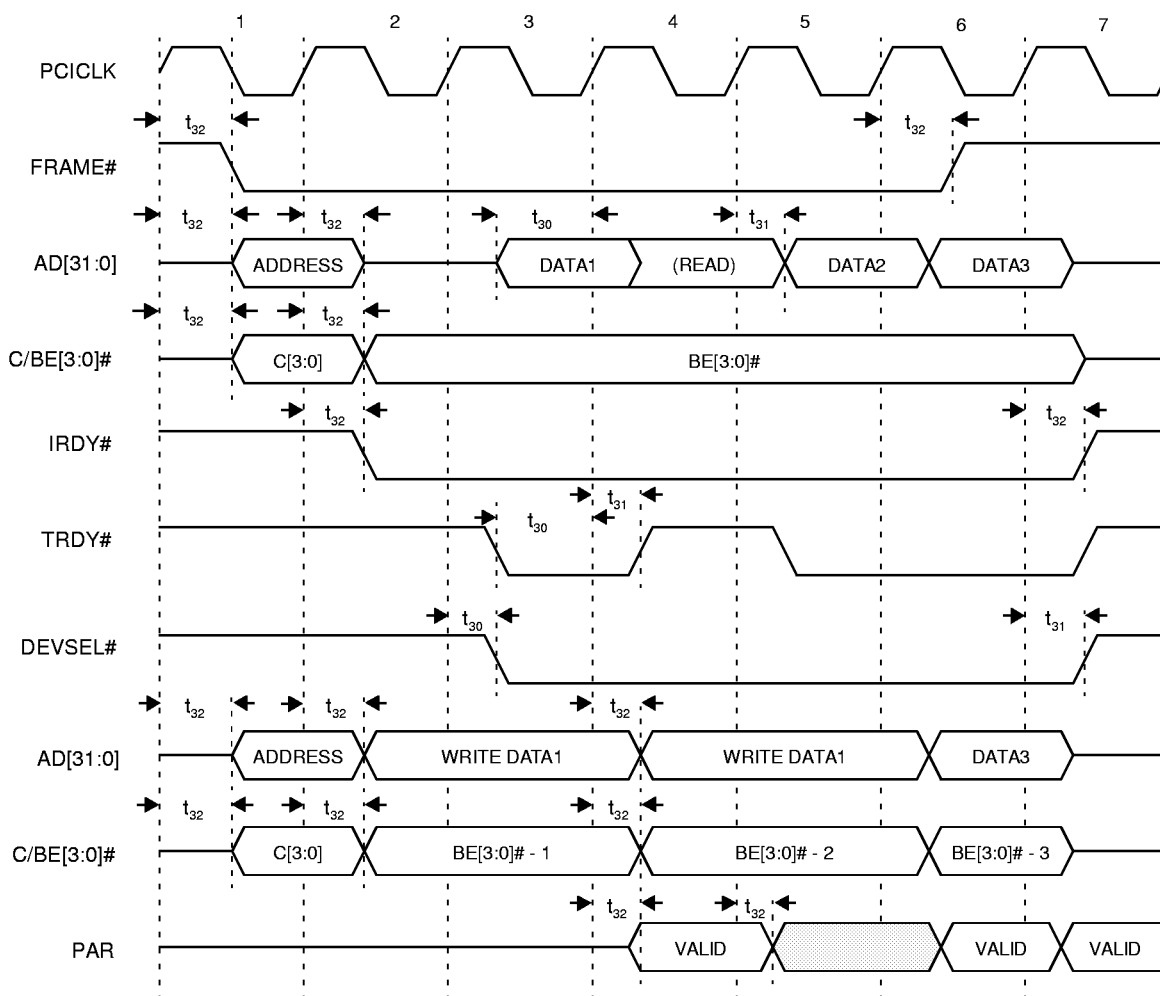 1 2 3 4 5 6 7
PCICLK
t32 t32
FRAME#
t32 t32 t30 t31
AD[31:0] ADDRESS DATA1 (READ) DATA2 DATA3
t32 t32
C/BE[3:0]# C[3:0] BE[3:0]#
t32 t32
IRDY#
t31
t30
TRDY#
t30 t31
DEVSEL#
t32 t32 t32
AD[31:0] ADDRESS WRITE DATA1 WRITE DATA1 DATA3
t32 t32 t32
C/BE[3:0]# C[3:0] BE[3:0]# - 1 BE[3:0]# - 2 BE[3:0]# - 3
t32 t32
PAR VALID VALID VALID